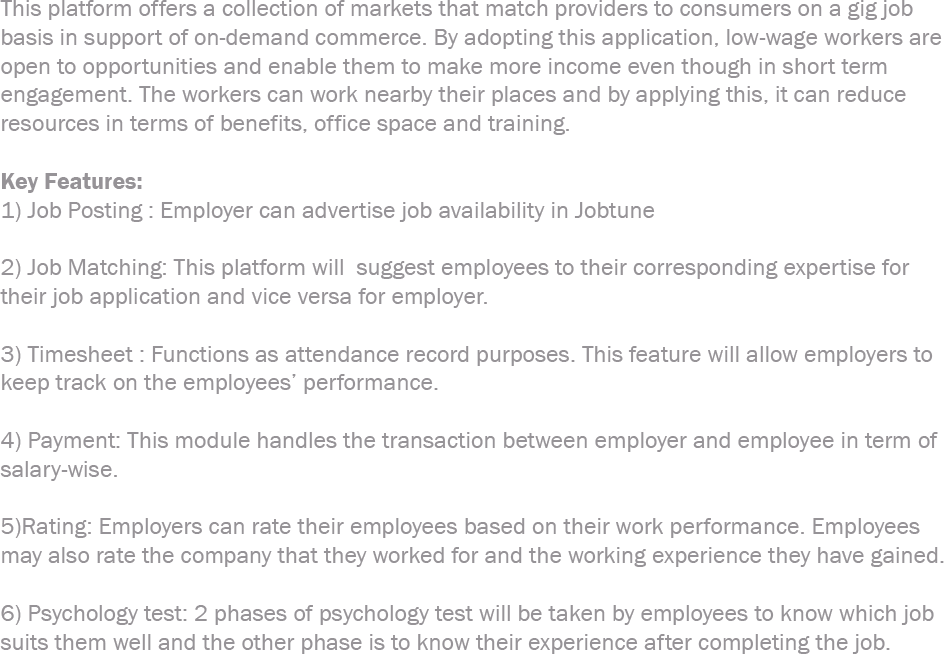 This platform offers a collection of markets that match providers to consumers on a gig job
basis in support of on-demand commerce. By adopting this application, low-wage workers are
open to opportunities and enable them to make more income even though in short term
engagement. The workers can work nearby their places and by applying this, it can reduce
resources in terms of benefits, office space and training.
Key Features:
1) Job Posting : Employer can advertise job availability in Jobtune
2) Job Matching: This platform will  suggest employees to their corresponding expertise for
their job application and vice versa for employer.
3) Timesheet : Functions as attendance record purposes. This feature will allow employers to
keep track on the employees’ performance.
4) Payment: This module handles the transaction between employer and employee in term of
salary-wise.
5)Rating: Employers can rate their employees based on their work performance. Employees
may also rate the company that they worked for and the working experience they have gained.
6) Psychology test: 2 phases of psychology test will be taken by employees to know which job
suits them well and the other phase is to know their experience after completing the job.